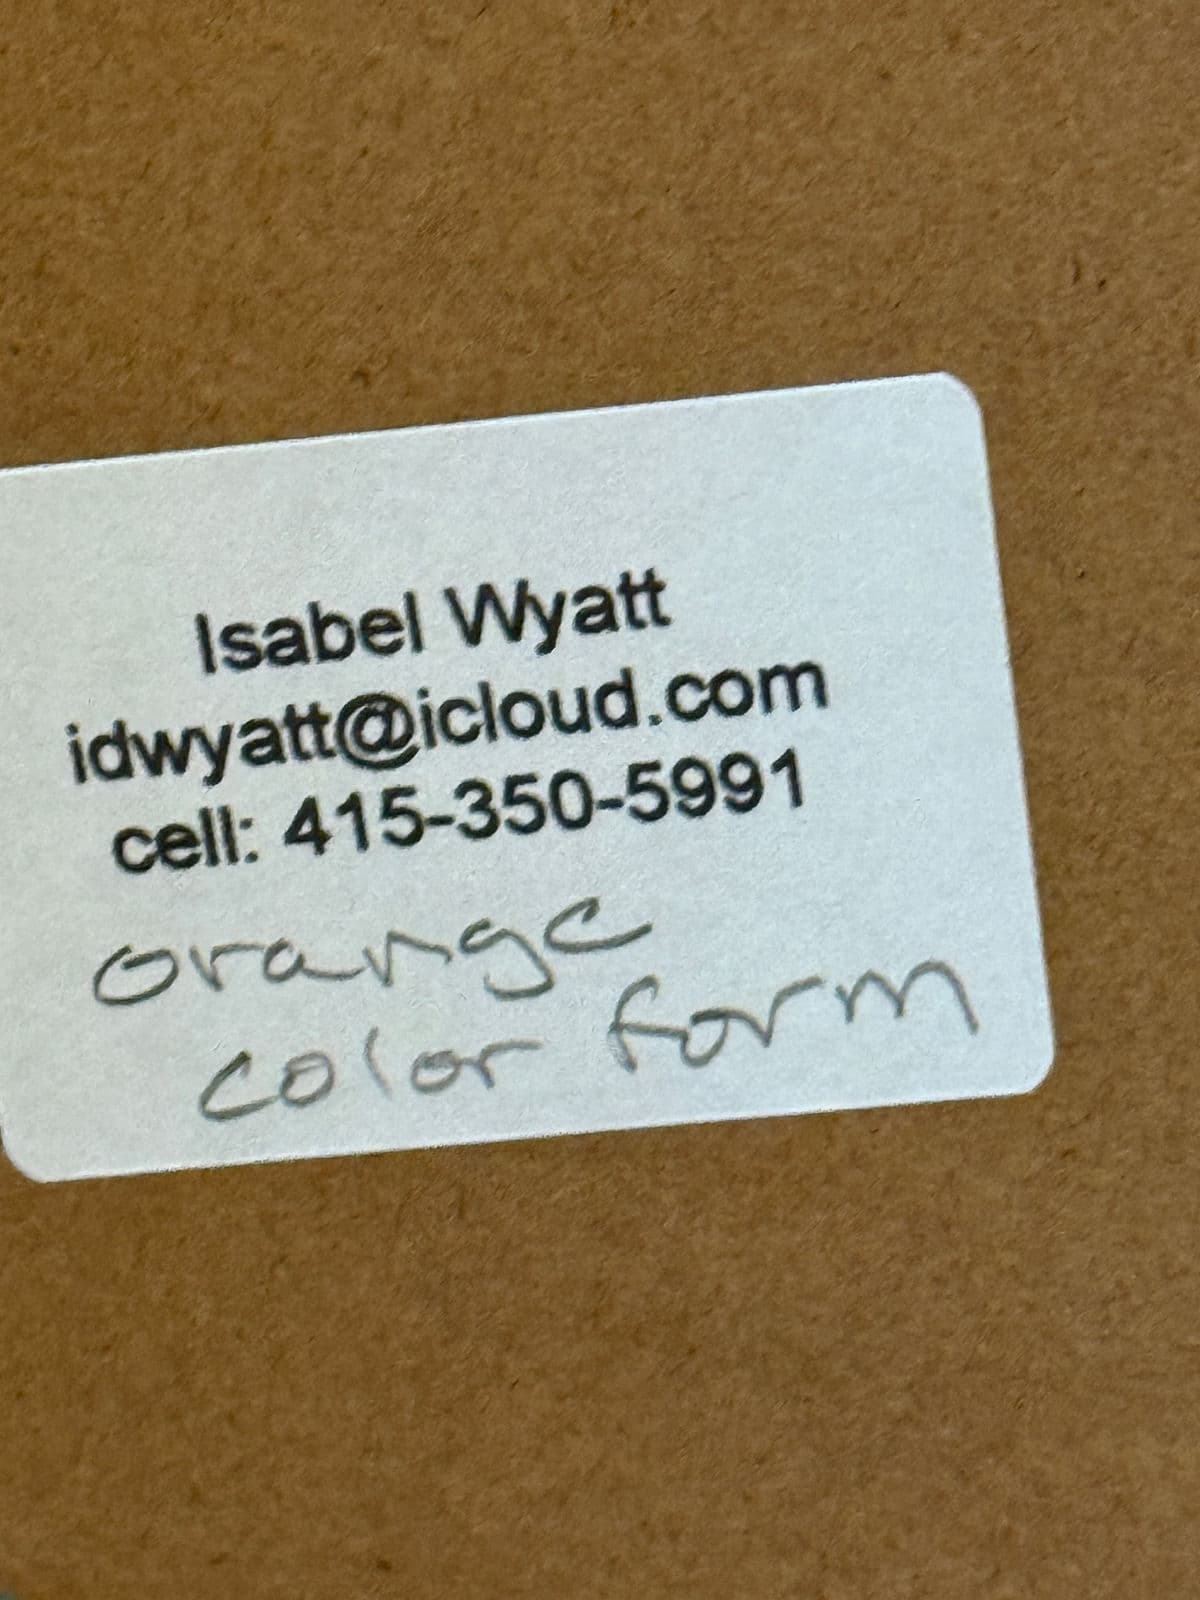 Isabel Wyatt
idwyatt@icloud.com
cell: 415-350-5991
orange
color form